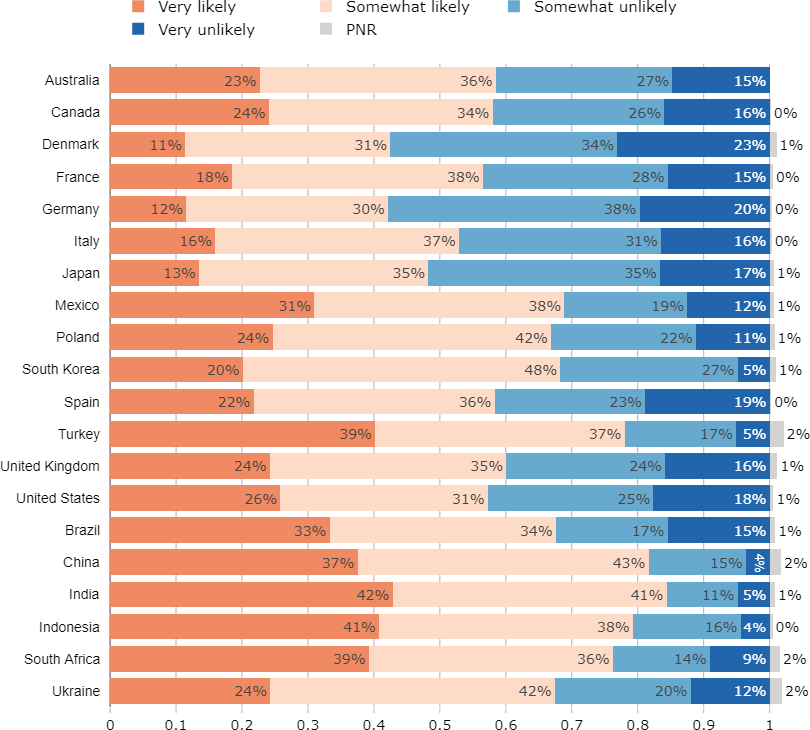 Very likely Somewhat likely Somewhat unlikely
Very unlikely PNR
Australia 23% 36% 27% 15%
Canada 24% 34% 26% 16% 0%
Denmark 11% 31% 34% 23% 1%
France 18% 38% 28% 15% 0%
Germany 12% 30% 38% 20% 0%
Italy 16% 37% 31% 16% 0%
Japan 13% 35% 35% 17% 1%
Mexico 31% 38% 19% 12% 1%
Poland 24% 42% 22% 11% 1%
South Korea 20% 48% 27% 5% 1%
Spain 22% 36% 23% 19% 0%
Turkey 39% 37% 17% 5% 2%
United Kingdom 24% 35% 24% 16% 1%
United States 26% 31% 25% 18% 1%
Brazil 33% 34% 17% 15% 1%
China 37% 43% 15% 4% 2%
India 42% 41% 11% 5% 1%
Indonesia 41% 38% 16% 4% 0%
South Africa 39% 36% 14% 9% 2%
Ukraine 24% 42% 20% 12% 2%
0 0.1 0.2 0.3 0.4 0.5 0.6 0.7 0.8 0.9 1